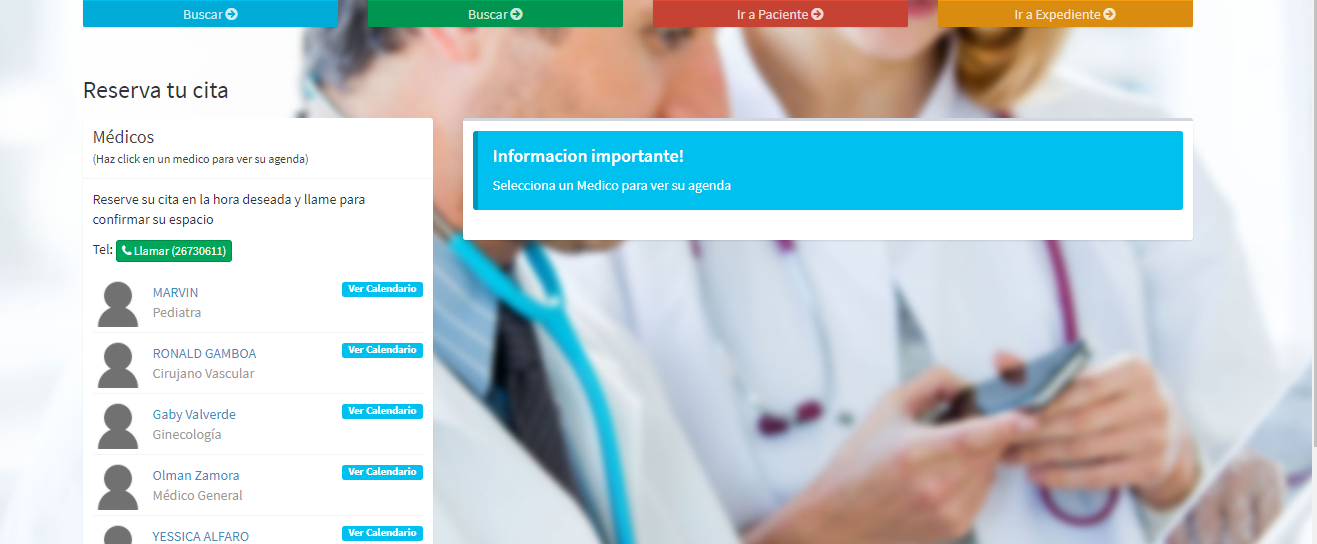 Buscar
Buscar
Ir a Paciente
Ir a Expediente
Reserva tu cita
Médicos
(Haz click en un medico para ver su agenda)
Reserve su cita en la hora deseada y llame para
confirmar su espacio
Tel: Llamar (26730611)
MARVIN
Ver Calendario
Pediatra
RONALD GAMBOA
Ver Calendario
Cirujano Vascular
Gaby Valverde
Ver Calendario
Ginecología
Olman Zamora
Ver Calendario
Médico General
YESSICA ALFARO
Ver Calendario
Informacion importante!
Selecciona un Medico para ver su agenda